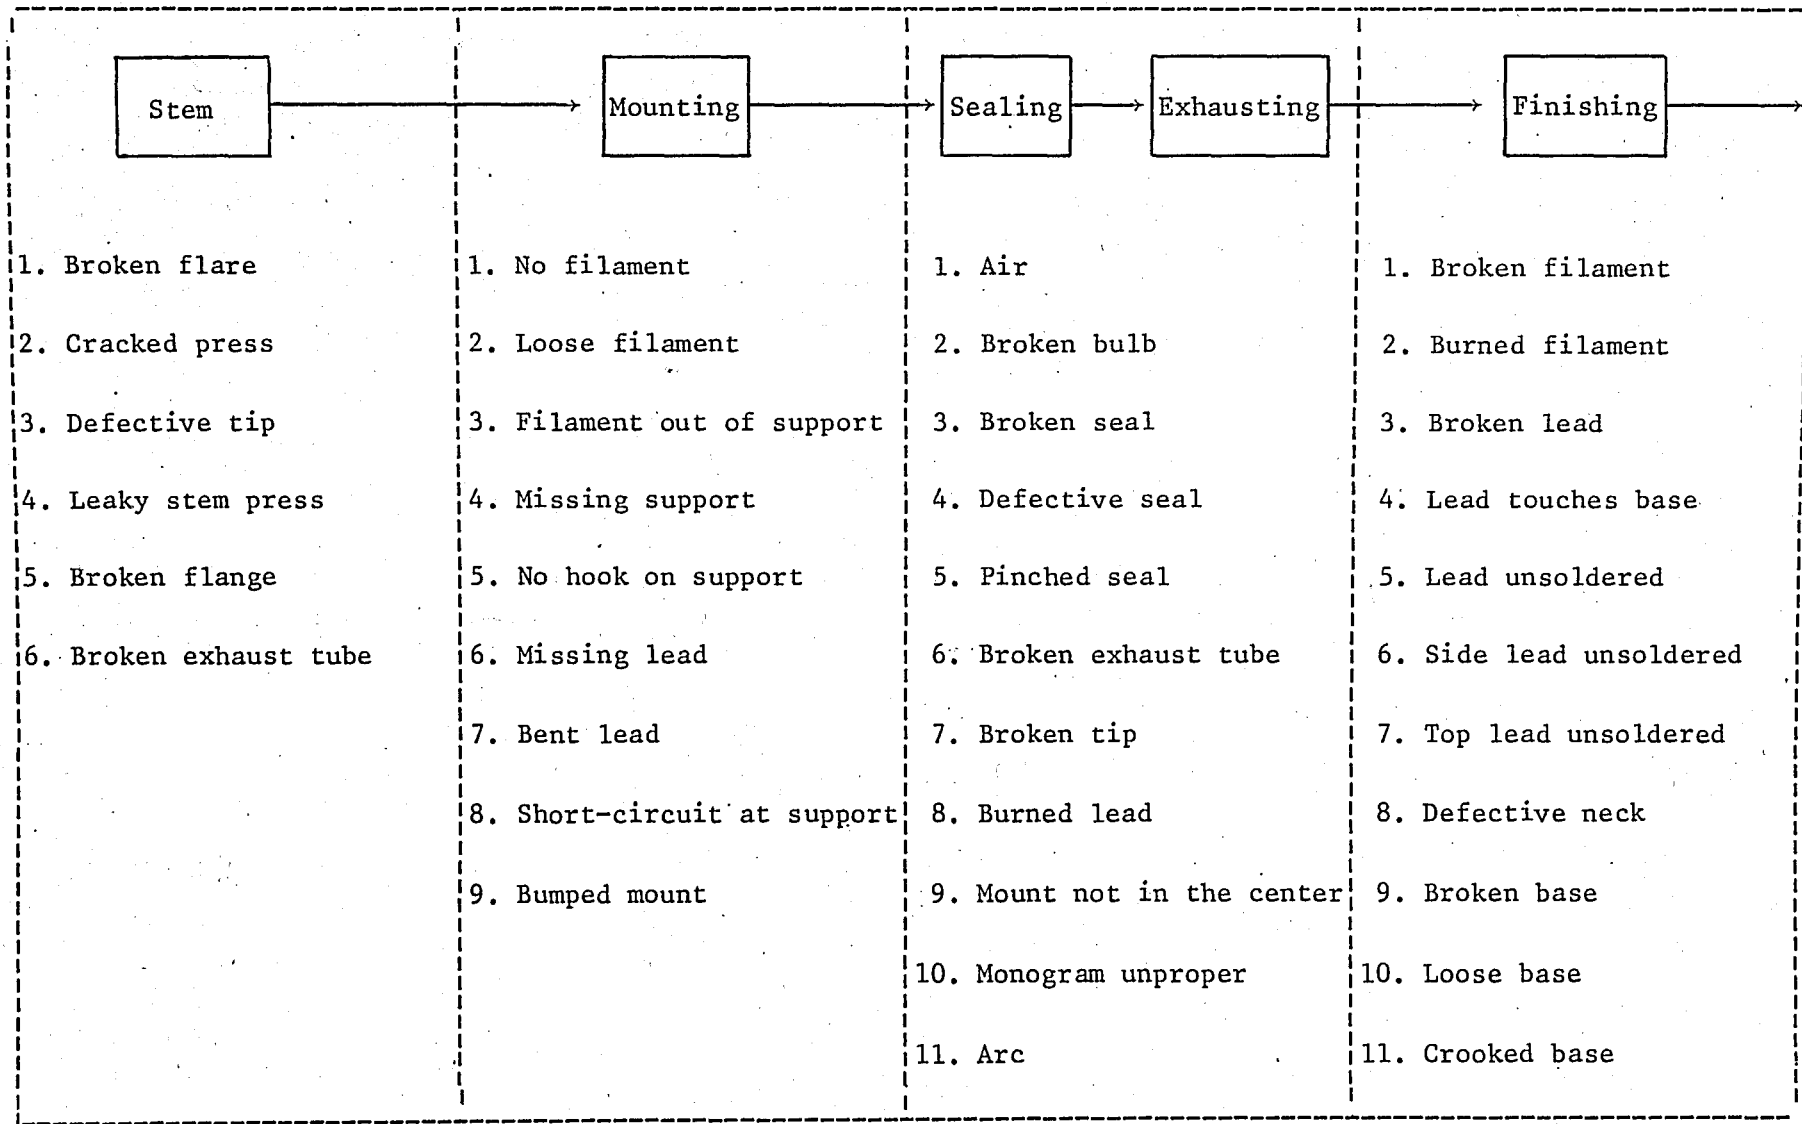 Stem
Mounting
Sealing
Exhausting
Finishing
1. Broken flare
2. Cracked press
3. Defective tip
4. Leaky stem press
5. Broken flange
6. Broken exhaust tube
1. No filament
2. Loose filament
3. Filament out of support
4. Missing support
5. No hook on support
6. Missing lead
7. Bent lead
8. Short-circuit at support
9. Bumped mount
1. Air
2. Broken bulb
3. Broken seal
4. Defective seal
5. Pinched seal
6. Broken exhaust tube
7. Broken tip
8. Burned lead
9. Mount not in the center
10. Monogram unproper
11. Arc
1. Broken filament
2. Burned filament
3. Broken lead
4. Lead touches base
5. Lead unsoldered
6. Side lead unsoldered
7. Top lead unsoldered
8. Defective neck
9. Broken base
10. Loose base
11. Crooked base